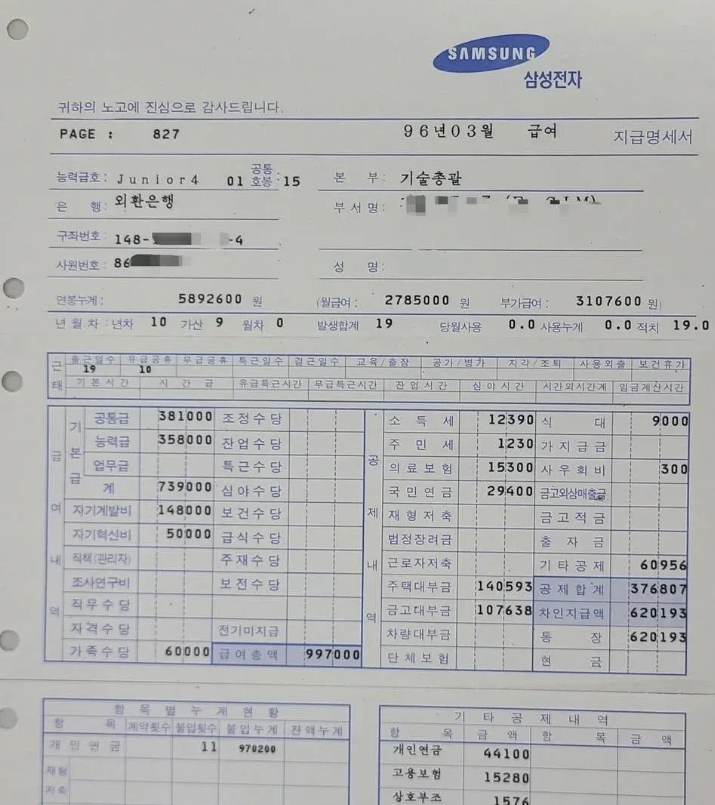 SAMSUNG
삼성전자
귀하의 노고에 진심으로 감사드립니다.
PAGE : 827 96년03월 급여 지급명세서
능력급호: Junior4 01 공통호봉: 15 본 부: 기술총괄
은 행: 외환은행 부서명:
구좌번호: 148- -4
사원번호: 86 성 명:
연봉누계: 5892600 원 (월급여: 2785000 원 부가급여: 3107600 원)
년 월 차: 년차 10 가산 9 월차 0 발생합계 19 당월사용 0.0 사용누계 0.0 적치 19.0
근태 출근일수 유급공휴 무급공휴 특근일수 결근일수 교육/출장 공가/병가 지각/조퇴 사용외출 보건휴가
19 10
기본시간 시간급 유급특근시간 무급특근시간 잔업시간 심야시간 시간외시간계 임금계산시간
급여내역 기본급 공통급 381000 조정수당 공제내역 소득세 12390 식대 9000
능력급 358000 잔업수당 주민세 1230 가지급금
업무급 특근수당 의료보험 15300 사우회비 300
계 739000 심야수당 국민연금 29400 금고외상매출금
자기계발비 148000 보건수당 재형저축 금고적금
자기혁신비 50000 급식수당 법정장려금 출자금
직책(관리자) 주재수당 근로자저축 기타공제 60956
조사연구비 보전수당 주택대부금 140593 공제합계 376807
직무수당 금고대부금 107638 차인지급액 620193
자격수당 전기미지급 차량대부금 통장 620193
가족수당 60000 급여총액 997000 단체보험 현금
항목별누계현황 기타공제내역
항목 계약횟수 불입횟수 불입누계 잔액누계 항목 금액 항목 금액
개인연금 11 970200 개인연금 44100
재형저축 고용보험 15280
상호부조 1576